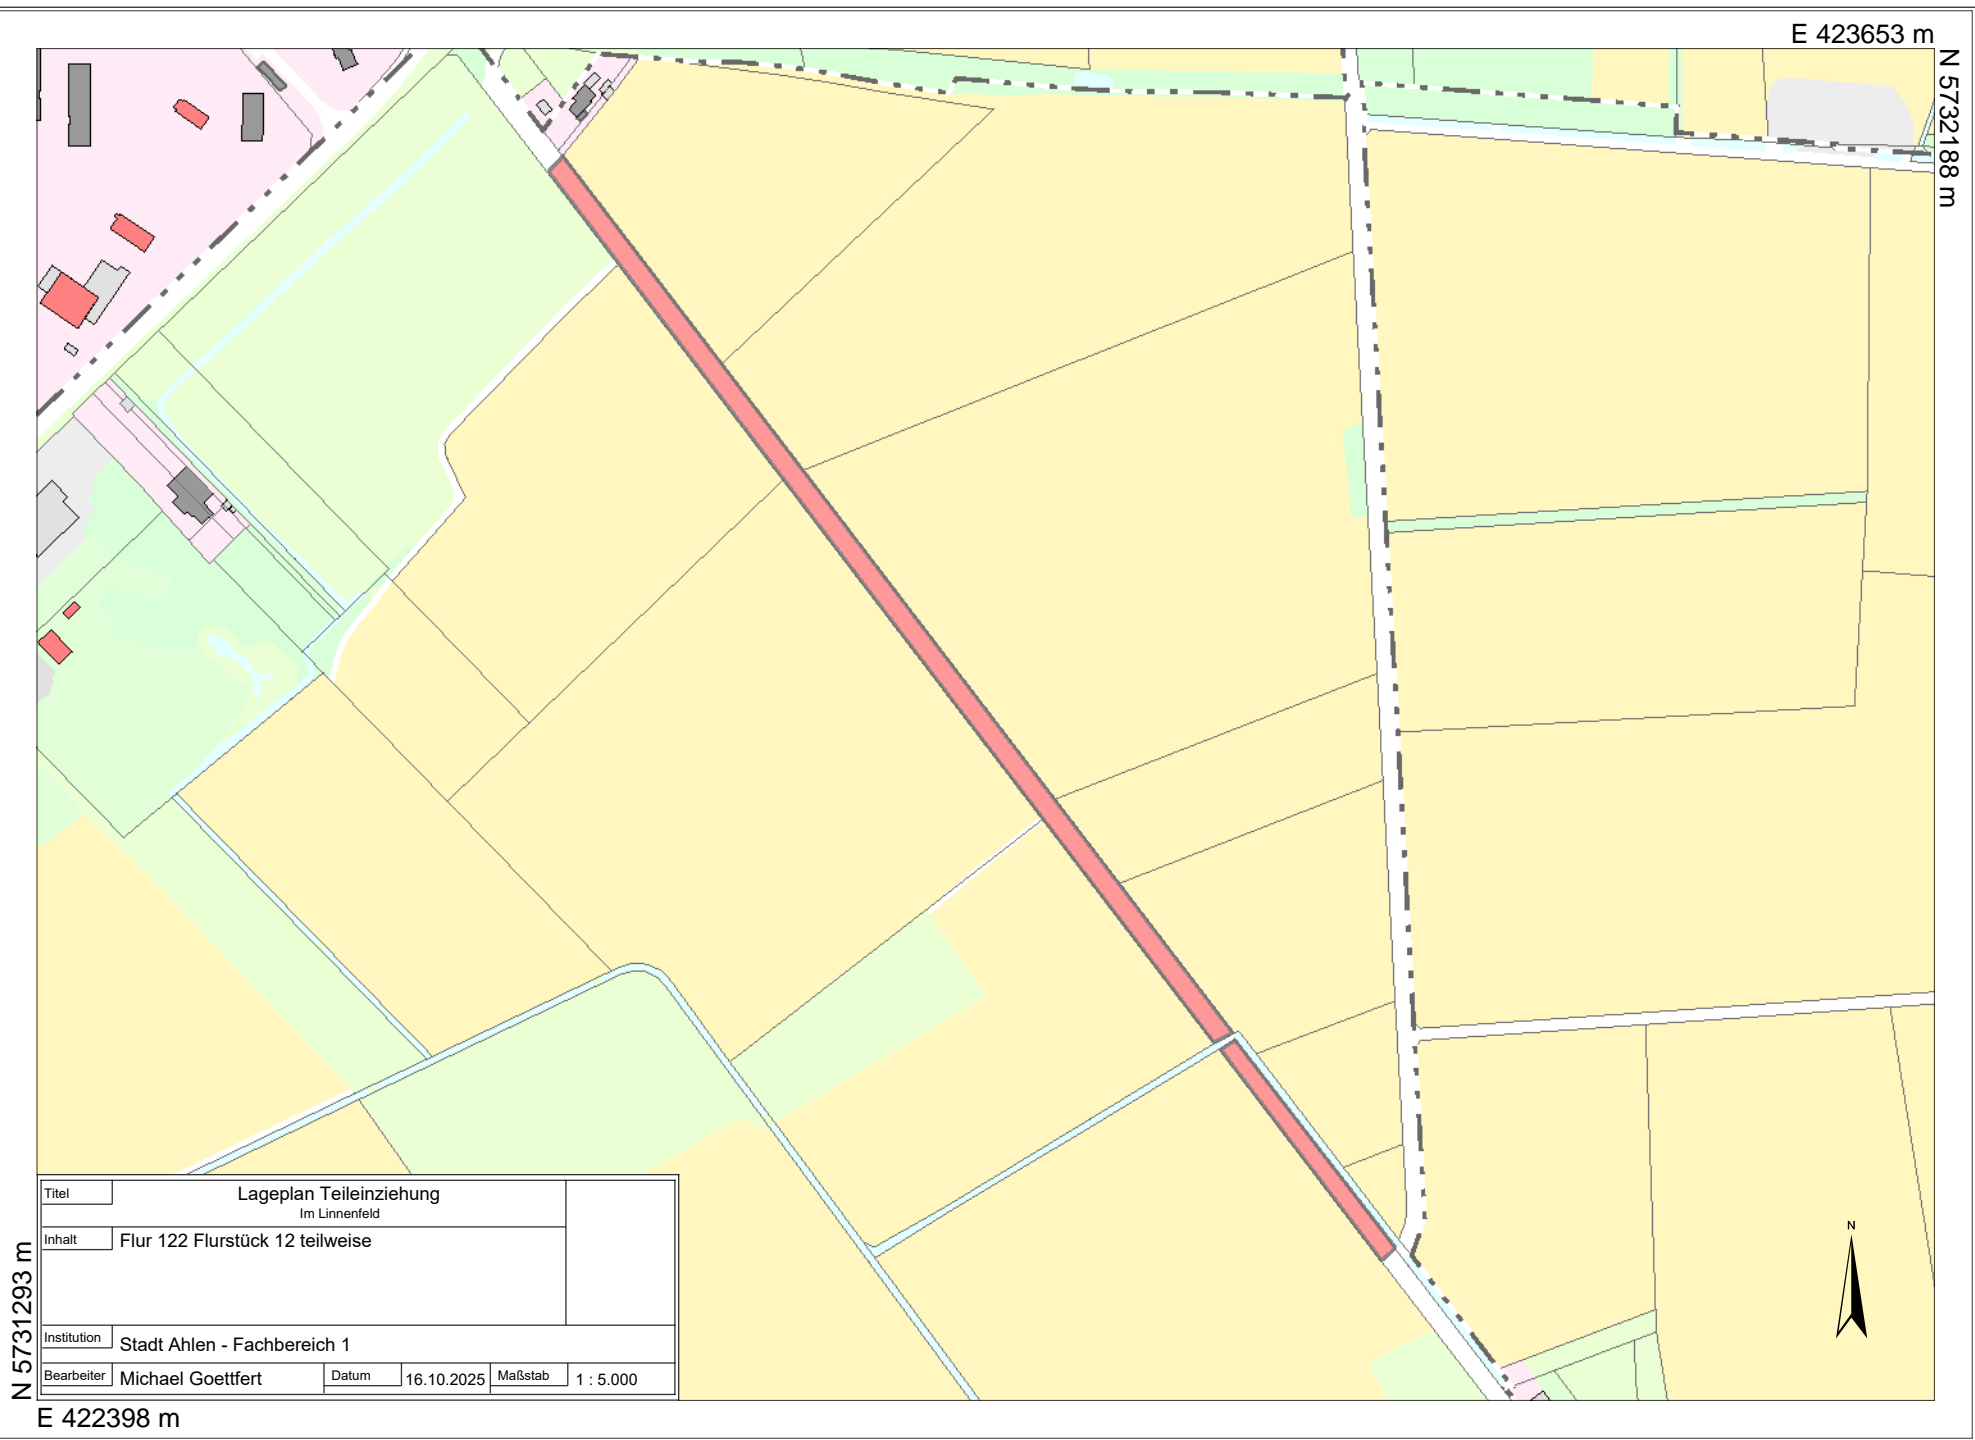 E 423653 m
N 5732188 m
N
Titel
Lageplan Teileinziehung
Im Linnenfeld
Inhalt
Flur 122 Flurstück 12 teilweise
Institution
Stadt Ahlen - Fachbereich 1
Bearbeiter Michael Goettfert Datum 16.10.2025 Maßstab 1 : 5.000
N 5731293 m
E 422398 m